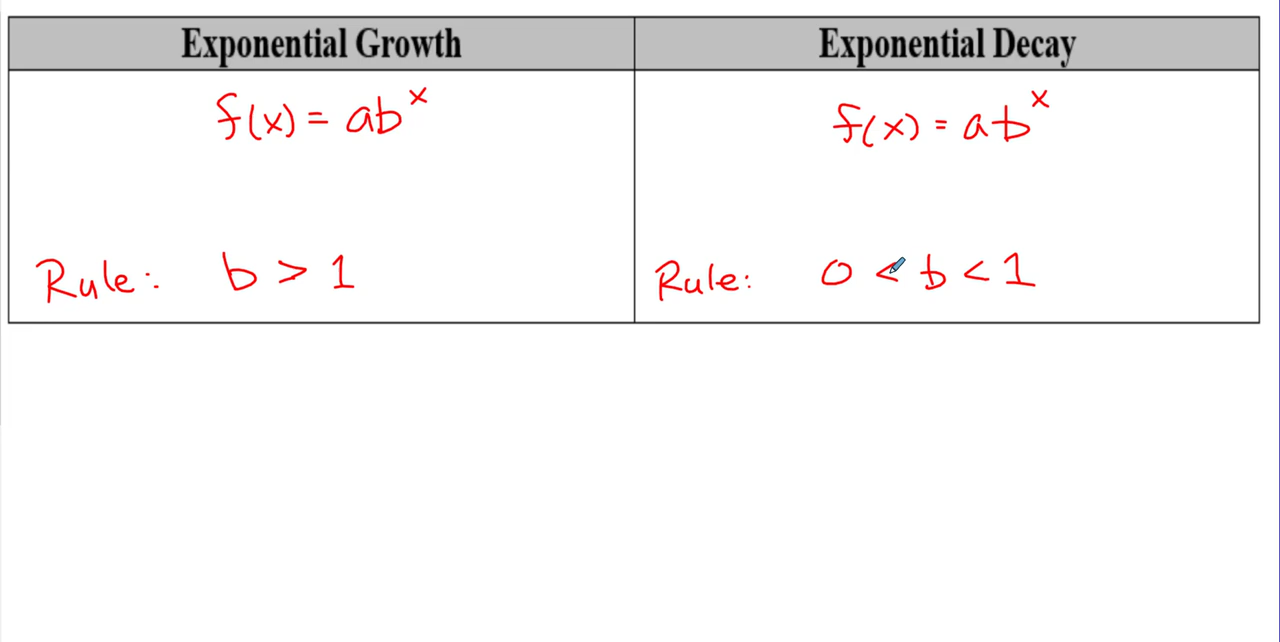 Exponential Growth
f(x) = ab^x
Rule: b > 1
Exponential Decay
f(x) = ab^x
Rule: 0 < b < 1